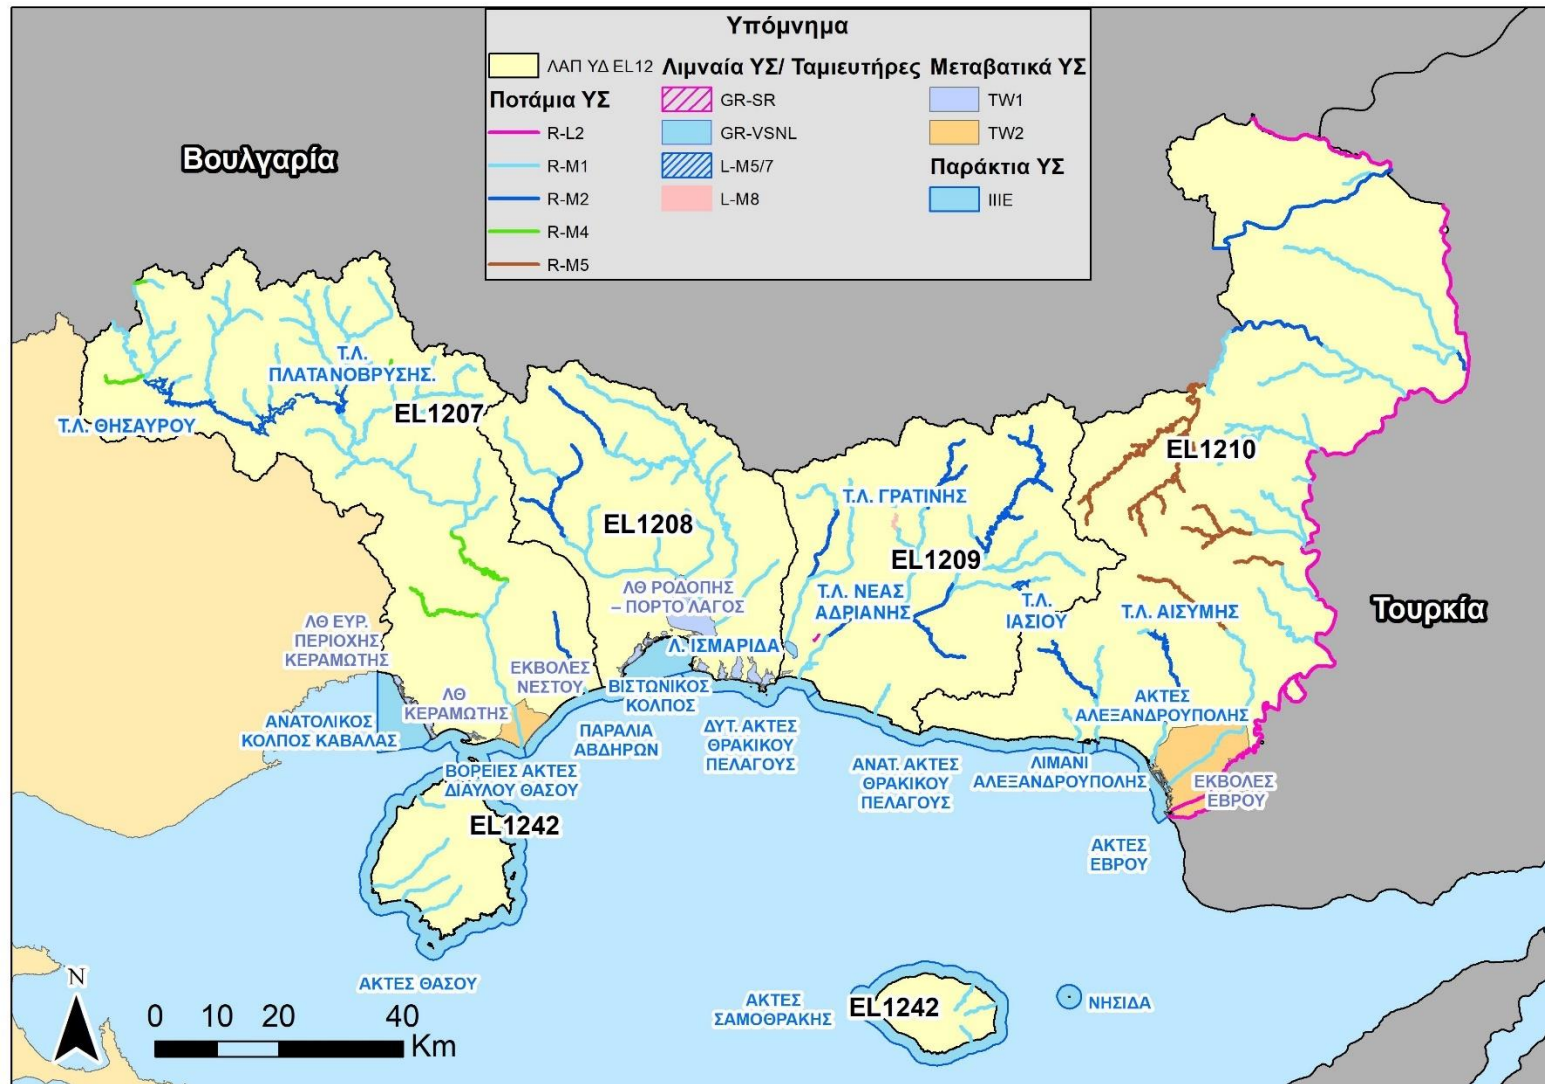 Υπόμνημα
ΛΑΠ ΥΔ EL12
Ποτάμια ΥΣ
R-L2
R-M1
R-M2
R-M4
R-M5
Λιμναία ΥΣ/ Ταμιευτήρες
GR-SR
GR-VSNL
L-M5/7
L-M8
Μεταβατικά ΥΣ
TW1
TW2
Παράκτια ΥΣ
IIIE
Βουλγαρία
Τουρκία
Τ.Λ.
ΠΛΑΤΑΝΟΒΡΥΣΗΣ.
Τ.Λ. ΘΗΣΑΥΡΟΥ
EL1207
EL1208
EL1209
EL1210
Τ.Λ. ΓΡΑΤΙΝΗΣ
Τ.Λ. ΝΕΑΣ
ΑΔΡΙΑΝΗΣ
Τ.Λ.
ΙΑΣΙΟΥ
Τ.Λ. ΑΙΣΥΜΗΣ
ΛΘ ΡΟΔΟΠΗΣ
– ΠΟΡΤΟ ΛΑΓΟΣ
Λ. ΙΣΜΑΡΙΔΑ
ΛΘ ΕΥΡ.
ΠΕΡΙΟΧΗΣ
ΚΕΡΑΜΩΤΗΣ
ΛΘ
ΚΕΡΑΜΩΤΗΣ
ΕΚΒΟΛΕΣ
ΝΕΣΤΟΥ
ΒΙΣΤΩΝΙΚΟΣ
ΚΟΛΠΟΣ
ΑΝΑΤΟΛΙΚΟΣ
ΚΟΛΠΟΣ ΚΑΒΑΛΑΣ
ΠΑΡΑΛΙΑ
ΑΒΔΗΡΩΝ
ΔΥΤ. ΑΚΤΕΣ
ΘΡΑΚΙΚΟΥ
ΠΕΛΑΓΟΥΣ
ΑΝΑΤ. ΑΚΤΕΣ
ΘΡΑΚΙΚΟΥ
ΠΕΛΑΓΟΥΣ
ΛΙΜΑΝΙ
ΑΛΕΞΑΝΔΡΟΥΠΟΛΗΣ
ΑΚΤΕΣ
ΑΛΕΞΑΝΔΡΟΥΠΟΛΗΣ
ΕΚΒΟΛΕΣ
ΕΒΡΟΥ
ΑΚΤΕΣ
ΕΒΡΟΥ
ΒΟΡΕΙΕΣ ΑΚΤΕΣ
ΔΙΑΥΛΟΥ ΘΑΣΟΥ
EL1242
ΑΚΤΕΣ ΘΑΣΟΥ
ΑΚΤΕΣ
ΣΑΜΟΘΡΑΚΗΣ
EL1242
ΝΗΣΙΔΑ
N
0 10 20 40
Km